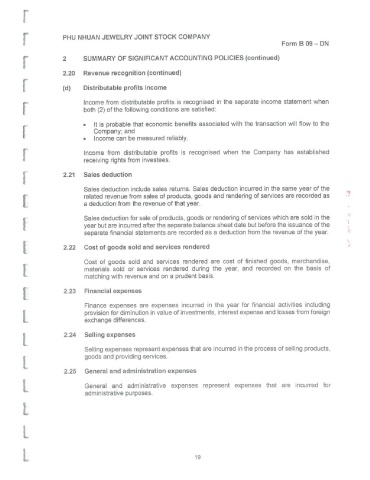 PHU NHUAN JEWELRY JOINT STOCK COMPANY
Form B 09 – DN
2 SUMMARY OF SIGNIFICANT ACCOUNTING POLICIES (continued)
2.20 Revenue recognition (continued)
(d) Distributable profits income
Income from distributable profits is recognised in the separate income statement when
both (2) of the following conditions are satisfied:
• It is probable that economic benefits associated with the transaction will flow to the
Company; and
• Income can be measured reliably.
Income from distributable profits is recognised when the Company has established
receiving rights from investees.
2.21 Sales deduction
Sales deduction include sales returns. Sales deduction incurred in the same year of the
related revenue from sales of products, goods and rendering of services are recorded as
a deduction from the revenue of that year.
Sales deduction for sale of products, goods or rendering of services which are sold in the
year but are incurred after the separate balance sheet date but before the issuance of the
separate financial statements are recorded as a deduction from the revenue of the year.
2.22 Cost of goods sold and services rendered
Cost of goods sold and services rendered are cost of finished goods, merchandise,
materials sold or services rendered during the year, and recorded on the basis of
matching with revenue and on a prudent basis.
2.23 Financial expenses
Finance expenses are expenses incurred in the year for financial activities including
provision for diminution in value of investments, interest expense and losses from foreign
exchange differences.
2.24 Selling expenses
Selling expenses represent expenses that are incurred in the process of selling products,
goods and providing services.
2.25 General and administration expenses
General and administrative expenses represent expenses that are incurred for
administrative purposes.
19